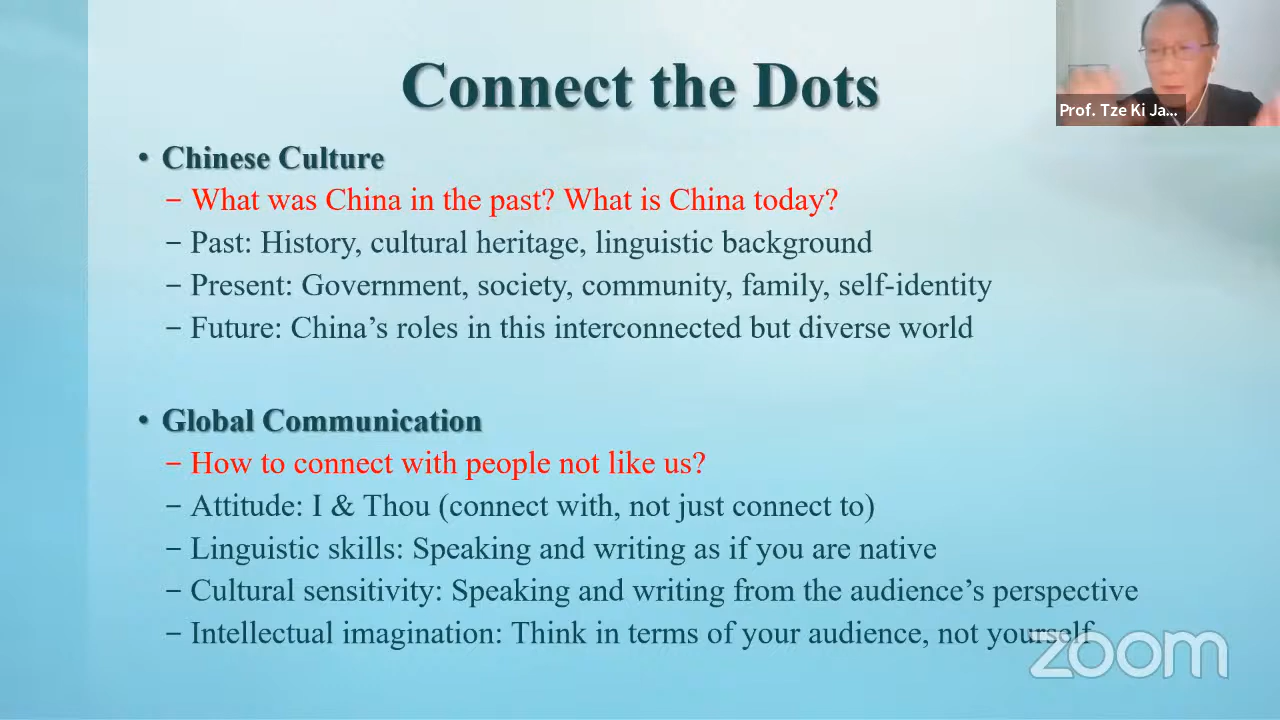 Connect the Dots
Prof. Tze Ki Ja...
• Chinese Culture
– What was China in the past? What is China today?
– Past: History, cultural heritage, linguistic background
– Present: Government, society, community, family, self-identity
– Future: China’s roles in this interconnected but diverse world
• Global Communication
– How to connect with people not like us?
– Attitude: I & Thou (connect with, not just connect to)
– Linguistic skills: Speaking and writing as if you are native
– Cultural sensitivity: Speaking and writing from the audience’s perspective
– Intellectual imagination: Think in terms of your audience, not yourself
zoom